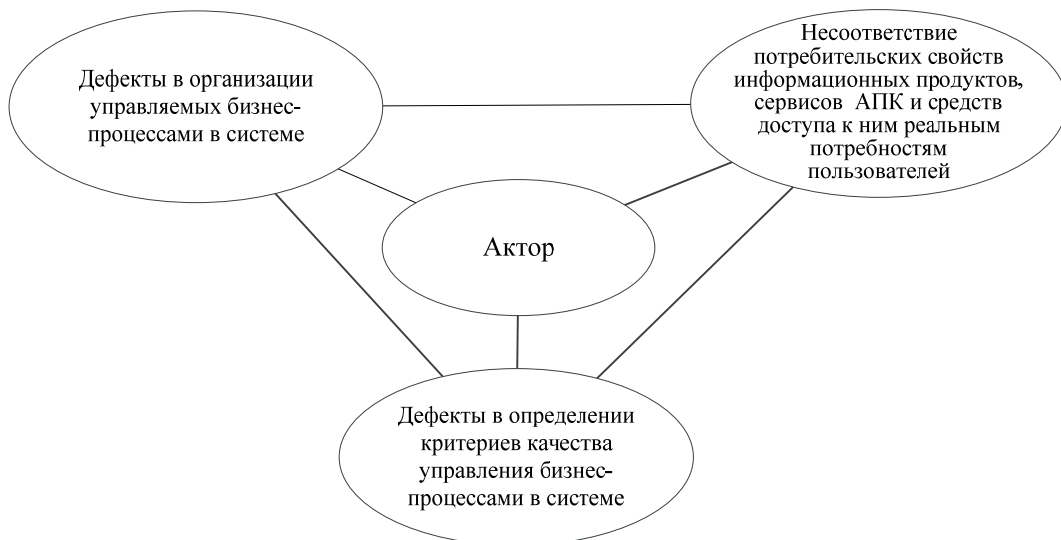 Дефекты в организации
управляемых бизнес-
процессами в системе
Несоответствие
потребительских свойств
информационных продуктов,
сервисов АПК и средств
доступа к ним реальным
потребностям
пользователей
Актор
Дефекты в определении
критериев качества
управления бизнес-
процессами в системе